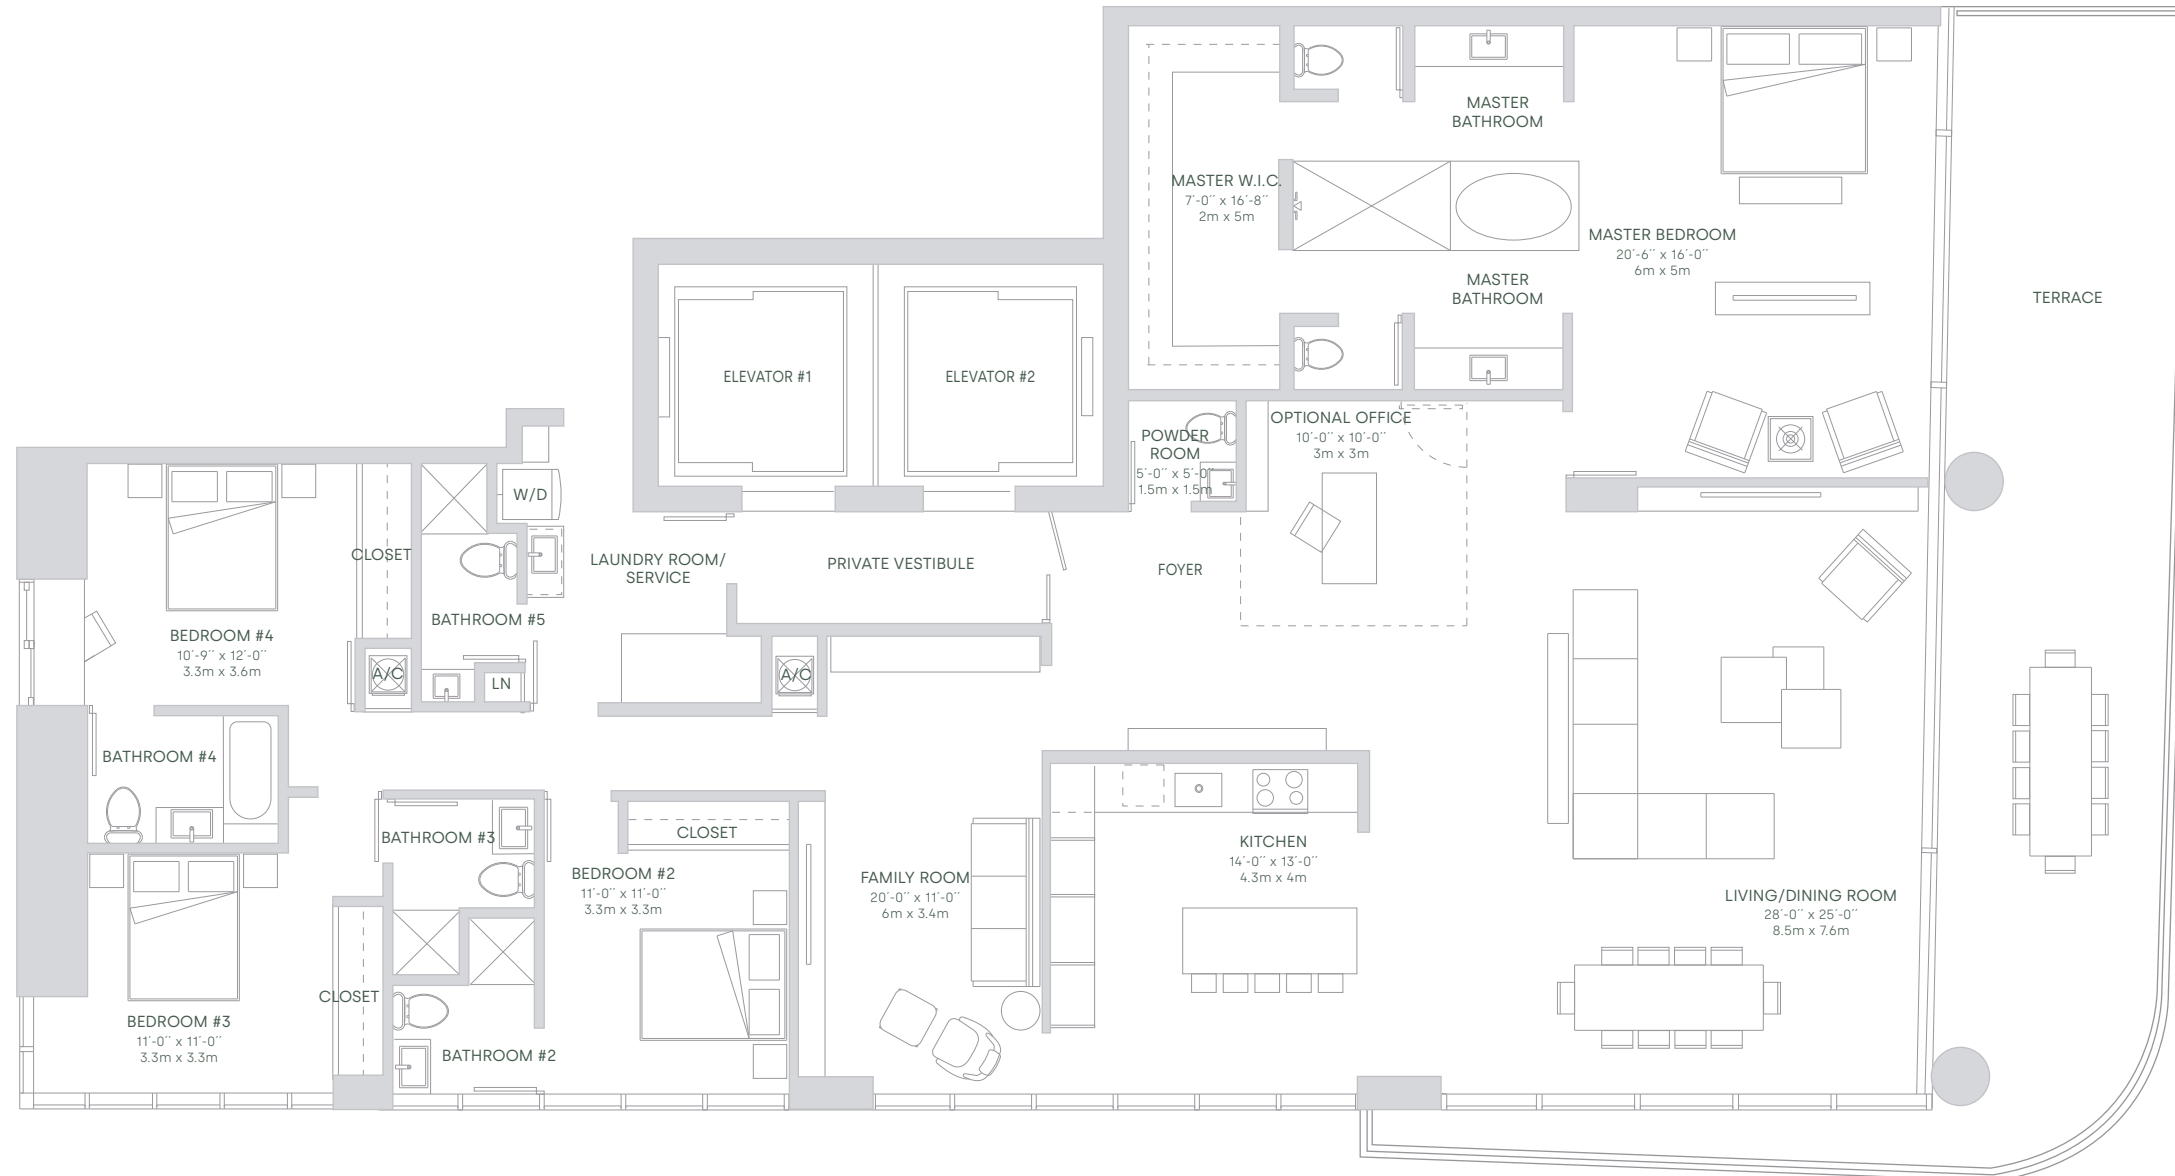 MASTER
BATHROOM
MASTER W.I.C.
7´-0´´ x 16´-8´´
2m x 5m
MASTER BEDROOM
20´-6´´ x 16´-0´´
6m x 5m
MASTER
BATHROOM
TERRACE
ELEVATOR #1
ELEVATOR #2
OPTIONAL OFFICE
10´-0´´ x 10´-0´´
3m x 3m
POWDER
ROOM
5´-0´´ x 5´-0´´
1.5m x 1.5m
W/D
CLOSET
LAUNDRY ROOM/
SERVICE
PRIVATE VESTIBULE
FOYER
BATHROOM #5
BEDROOM #4
10´-9´´ x 12´-0´´
3.3m x 3.6m
A/C
LN
A/C
BATHROOM #4
BATHROOM #3
CLOSET
KITCHEN
14´-0´´ x 13´-0´´
4.3m x 4m
BEDROOM #2
11´-0´´ x 11´-0´´
3.3m x 3.3m
FAMILY ROOM
20´-0´´ x 11´-0´´
6m x 3.4m
LIVING/DINING ROOM
28´-0´´ x 25´-0´´
8.5m x 7.6m
CLOSET
BEDROOM #3
11´-0´´ x 11´-0´´
3.3m x 3.3m
BATHROOM #2